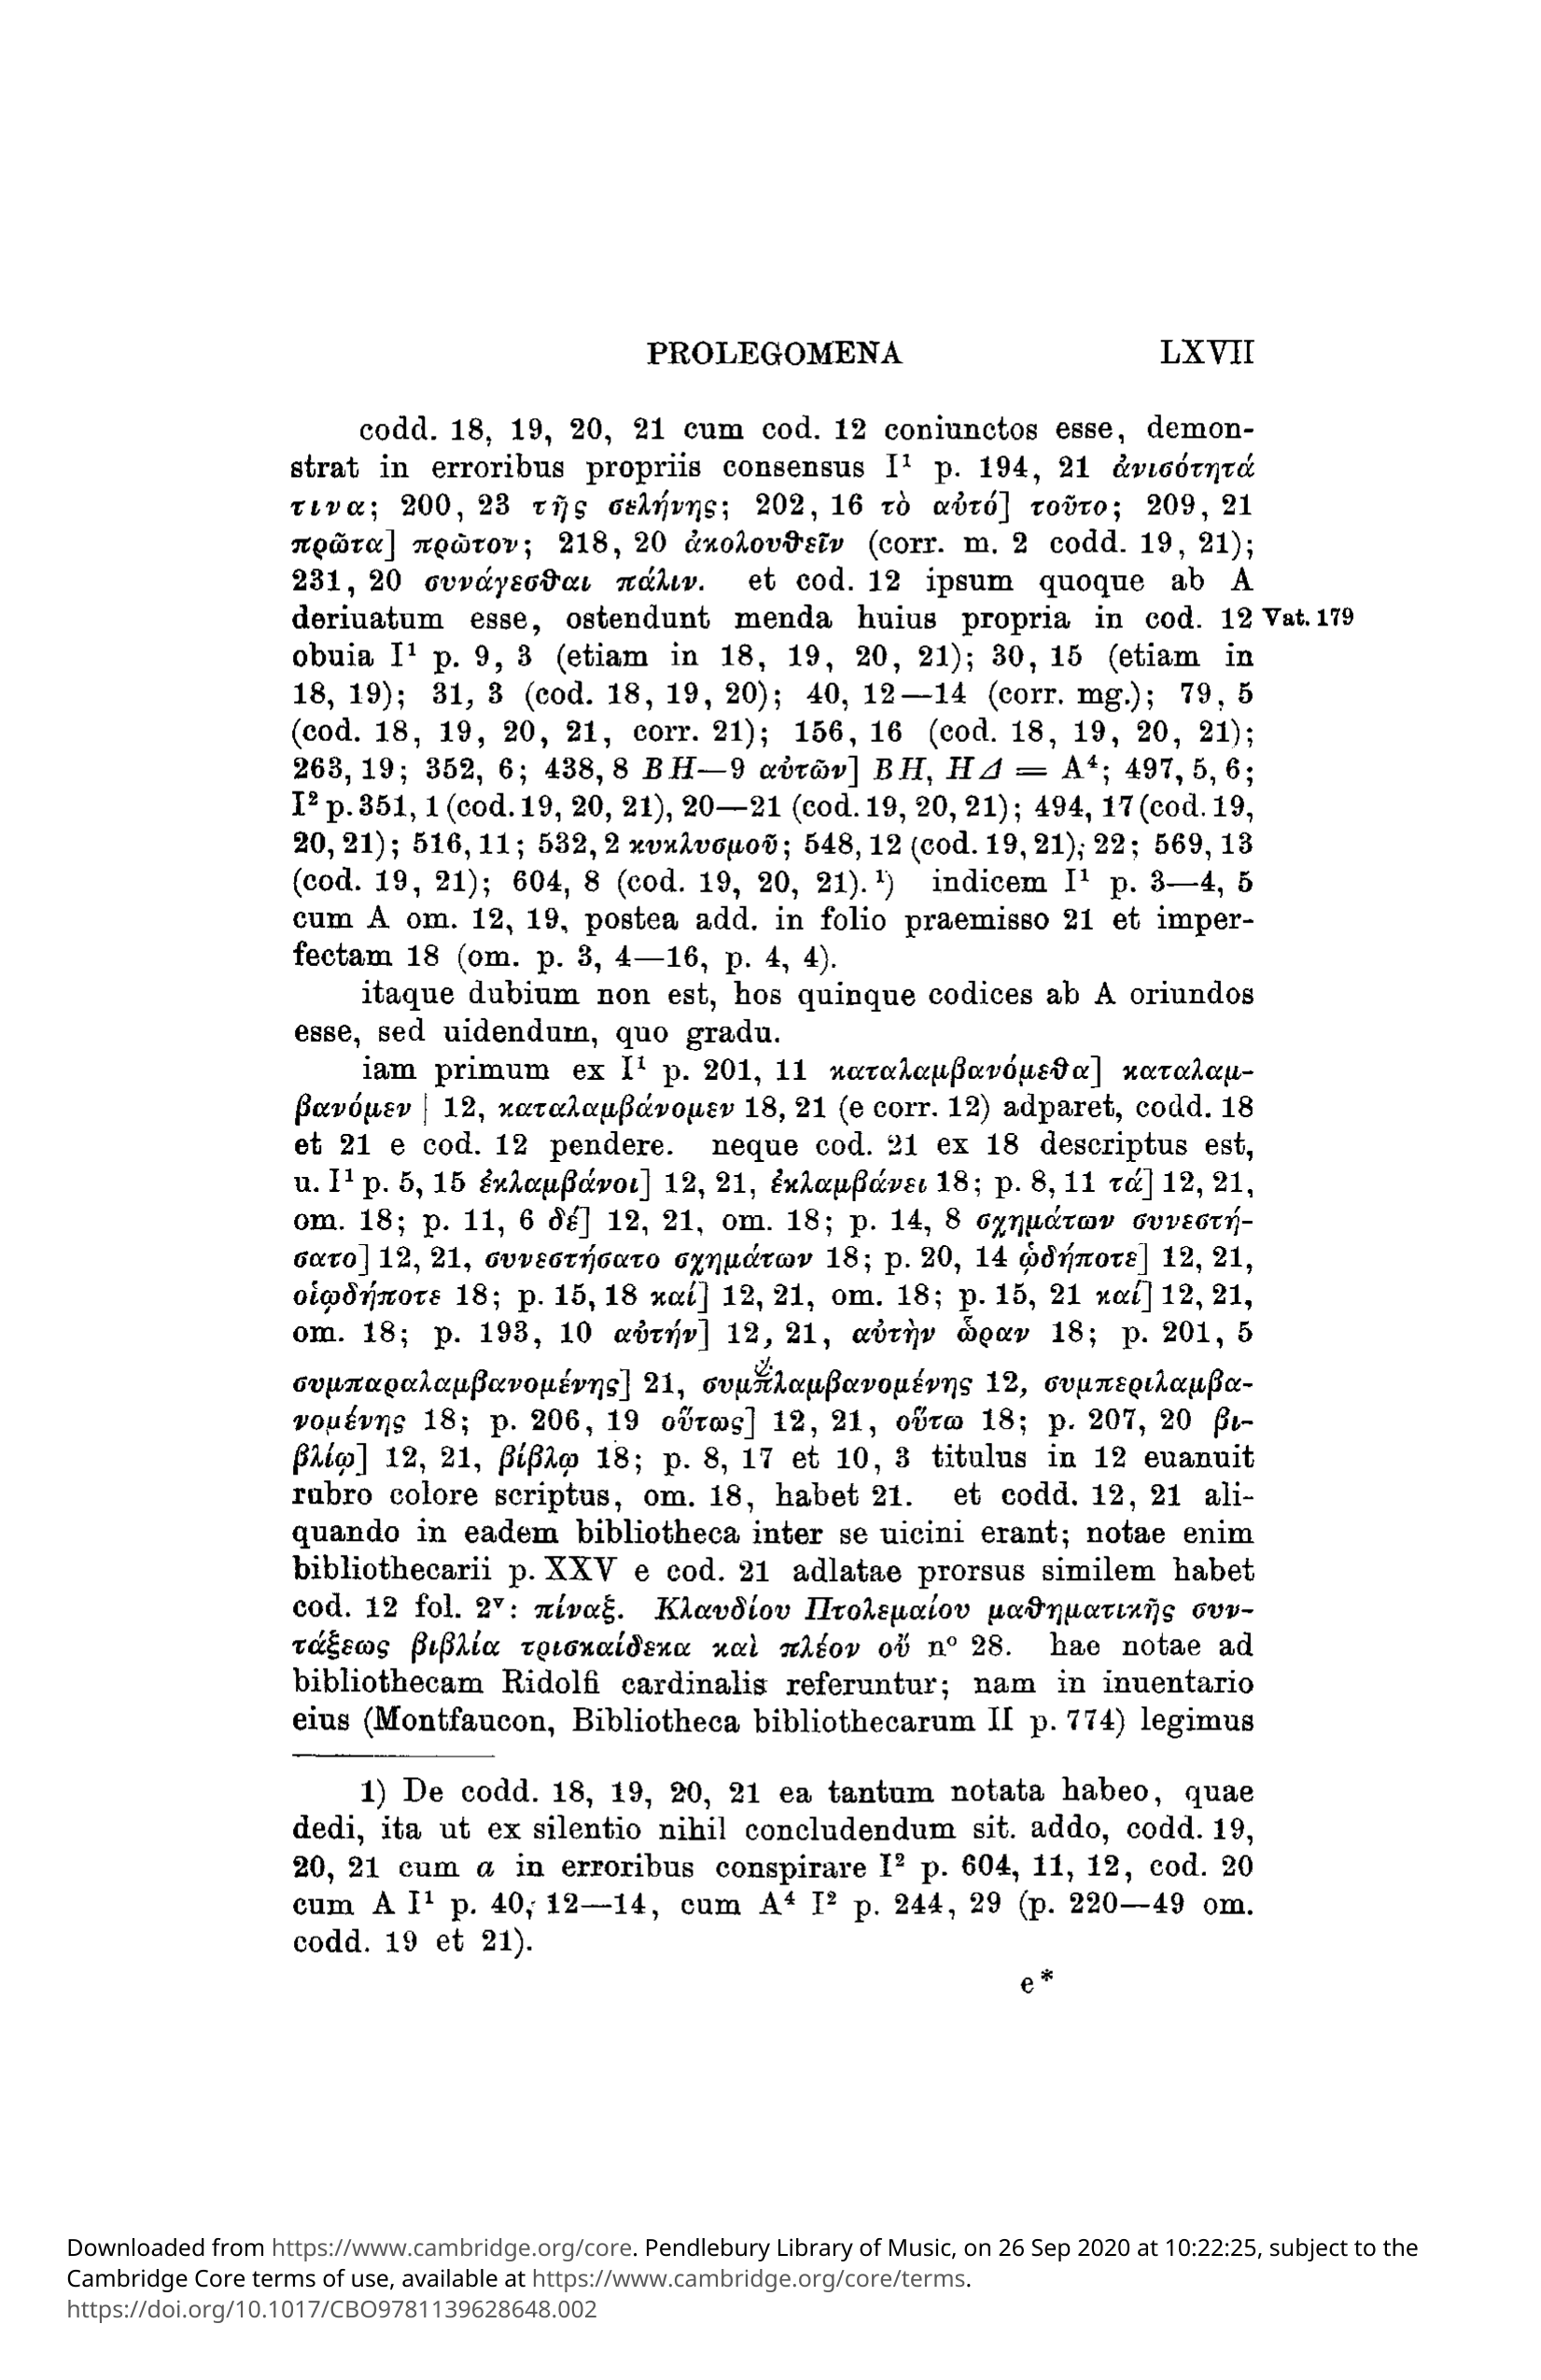 PROLEGOMENA LXVII
codd. 18, 19, 20, 21 cum cod. 12 coniunctos esse, demon-
strat in erroribus propriis consensus I¹ p. 194, 21 ἀνισότητά
τινα; 200, 23 τῆς σελήνης; 202, 16 τὸ αὐτό] τοῦτο; 209, 21
πρῶτα] πρῶτον; 218, 20 ἀκολουθεῖν (corr. m. 2 codd. 19, 21);
231, 20 συνάγεσθαι πάλιν. et cod. 12 ipsum quoque ab A
deriuatum esse, ostendunt menda huius propria in cod. 12 Vat. 179
obuia I¹ p. 9, 3 (etiam in 18, 19, 20, 21); 30, 15 (etiam in
18, 19); 31, 3 (cod. 18, 19, 20); 40, 12—14 (corr. mg.); 79, 5
(cod. 18, 19, 20, 21, corr. 21); 156, 16 (cod. 18, 19, 20, 21);
263, 19; 352, 6; 438, 8 ΒΗ—9 αὐτῶν] ΒΗ, ΗΔ = A⁴; 497, 5, 6;
I² p. 351, 1 (cod. 19, 20, 21), 20—21 (cod. 19, 20, 21); 494, 17 (cod. 19,
20, 21); 516, 11; 532, 2 κυκλυσμοῦ; 548, 12 (cod. 19, 21); 22; 569, 13
(cod. 19, 21); 604, 8 (cod. 19, 20, 21).¹) indicem I¹ p. 3—4, 5
cum A om. 12, 19, postea add. in folio praemisso 21 et imper-
fectam 18 (om. p. 3, 4—16, p. 4, 4).
itaque dubium non est, hos quinque codices ab A oriundos
esse, sed uidendum, quo gradu.
iam primum ex I¹ p. 201, 11 καταλαμβανόμεθα] καταλαμ-
βανόμεν | 12, καταλαμβάνομεν 18, 21 (e corr. 12) adparet, codd. 18
et 21 e cod. 12 pendere. neque cod. 21 ex 18 descriptus est,
u. I¹ p. 5, 15 ἐκλαμβάνοι] 12, 21, ἐκλαμβάνει 18; p. 8, 11 τά] 12, 21,
om. 18; p. 11, 6 δέ] 12, 21, om. 18; p. 14, 8 σχημάτων συνεστή-
σατο] 12, 21, συνεστήσατο σχημάτων 18; p. 20, 14 ᾡδήποτε] 12, 21,
οἱῳδήποτε 18; p. 15, 18 καί] 12, 21, om. 18; p. 15, 21 καί] 12, 21,
om. 18; p. 193, 10 αὐτήν] 12, 21, αὐτὴν ὧραν 18; p. 201, 5
συμπαραλαμβανομένης] 21, συμπλαμβανομένης 12, συμπεριλαμβα-
νομένης 18; p. 206, 19 οὕτως] 12, 21, οὕτω 18; p. 207, 20 βι-
βλίῳ] 12, 21, βίβλῳ 18; p. 8, 17 et 10, 3 titulus in 12 euanuit
rubro colore scriptus, om. 18, habet 21. et codd. 12, 21 ali-
quando in eadem bibliotheca inter se uicini erant; notae enim
bibliothecarii p. XXV e cod. 21 adlatae prorsus similem habet
cod. 12 fol. 2ᵛ: πίναξ. Κλαυδίου Πτολεμαίου μαθηματικῆς συν-
τάξεως βιβλία τρισκαίδεκα καὶ πλέον οὔ nº 28. hae notae ad
bibliothecam Ridolfi cardinalis referuntur; nam in inuentario
eius (Montfaucon, Bibliotheca bibliothecarum II p. 774) legimus
1) De codd. 18, 19, 20, 21 ea tantum notata habeo, quae
dedi, ita ut ex silentio nihil concludendum sit. addo, codd. 19,
20, 21 cum a in erroribus conspirare I² p. 604, 11, 12, cod. 20
cum A I¹ p. 40, 12—14, cum A⁴ I² p. 244, 29 (p. 220—49 om.
codd. 19 et 21).
e*
Downloaded from https://www.cambridge.org/core. Pendlebury Library of Music, on 26 Sep 2020 at 10:22:25, subject to the
Cambridge Core terms of use, available at https://www.cambridge.org/core/terms.
https://doi.org/10.1017/CBO9781139628648.002